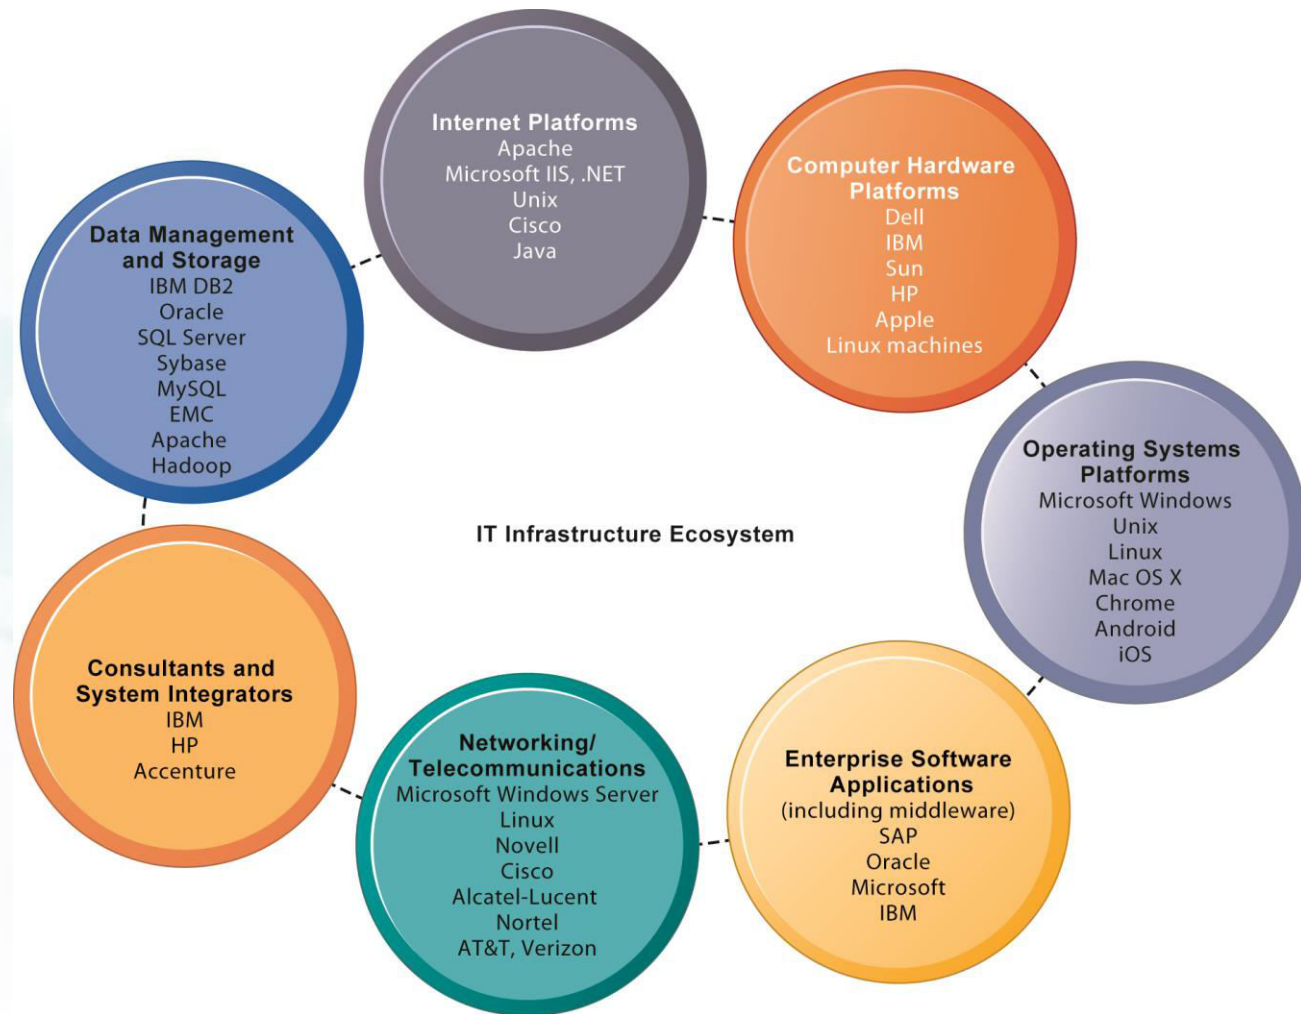 Internet Platforms
Apache
Microsoft IIS, .NET
Unix
Cisco
Java
Computer Hardware
Platforms
Dell
IBM
Sun
HP
Apple
Linux machines
Operating Systems
Platforms
Microsoft Windows
Unix
Linux
Mac OS X
Chrome
Android
iOS
Enterprise Software
Applications
(including middleware)
SAP
Oracle
Microsoft
IBM
Networking/
Telecommunications
Microsoft Windows Server
Linux
Novell
Cisco
Alcatel-Lucent
Nortel
AT&T, Verizon
Consultants and
System Integrators
IBM
HP
Accenture
Data Management
and Storage
IBM DB2
Oracle
SQL Server
Sybase
MySQL
EMC
Apache
Hadoop
IT Infrastructure Ecosystem